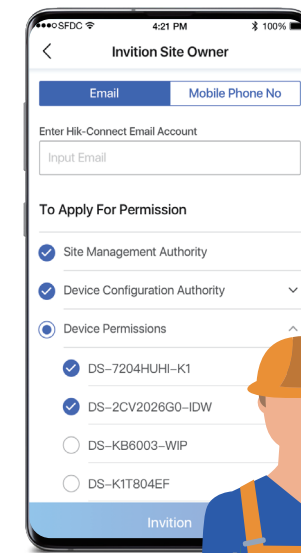 SFDC 4:21 PM 100%
Invition Site Owner
Email Mobile Phone No
Enter Hik-Connect Email Account
Input Email
To Apply For Permission
Site Management Authority
Device Configuration Authority
Device Permissions
DS-7204HUHI-K1
DS-2CV2026G0-IDW
DS-KB6003-WIP
DS-K1T804EF
Invition